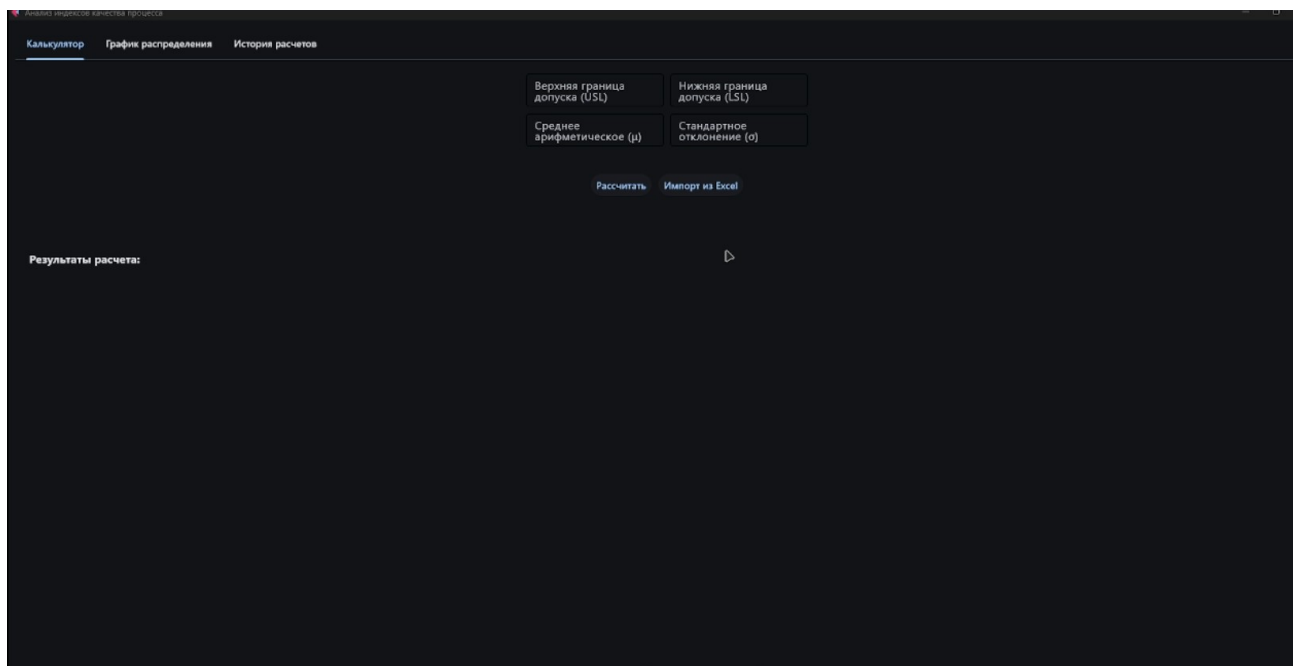 Анализ индексов качества процесса
Калькулятор График распределения История расчетов
Верхняя граница
допуска (USL)
Нижняя граница
допуска (LSL)
Среднее
арифметическое (μ)
Стандартное
отклонение (σ)
Рассчитать Импорт из Excel
Результаты расчета: